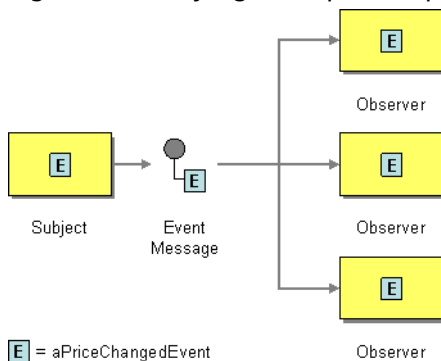 E
Observer
E
E
E
Subject
Event
Message
Observer
E
E = aPriceChangedEvent
Observer